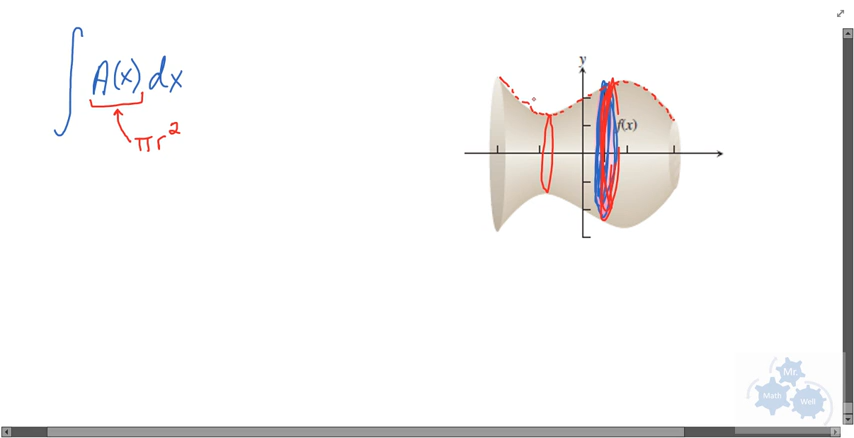 ∫ A(x) dx
πr²
y
f(x)
Mr.
Math
Well